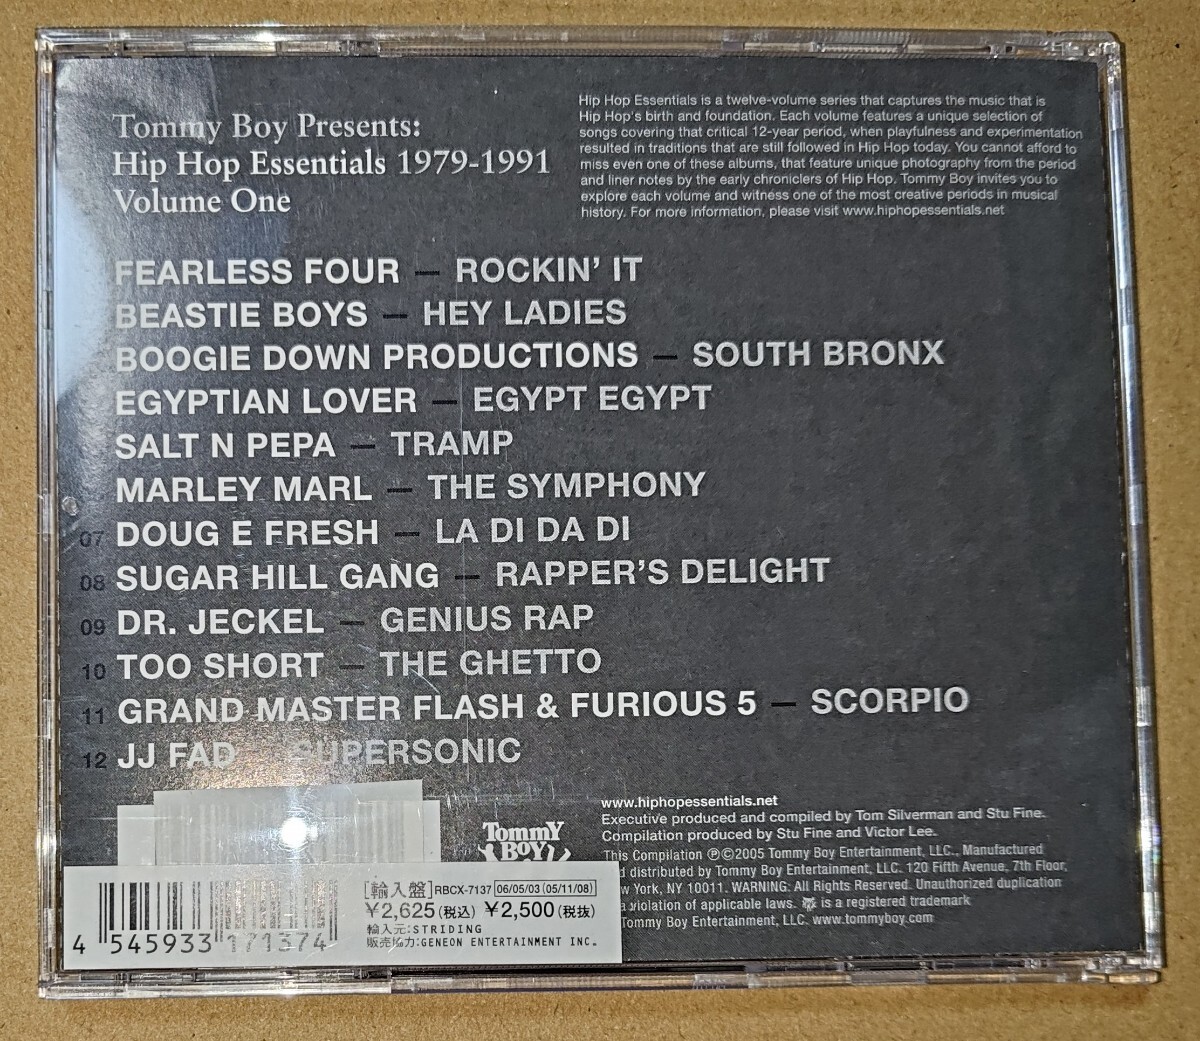 Tommy Boy Presents:
Hip Hop Essentials 1979-1991
Volume One
Hip Hop Essentials is a twelve-volume series that captures the music that is
Hip Hop's birth and foundation. Each volume features a unique selection of
songs covering that critical 12-year period, when playfulness and experimentation
resulted in traditions that are still followed in Hip Hop today. You cannot afford to
miss even one of these albums, that feature unique photography from the period
and liner notes by the early chroniclers of Hip Hop. Tommy Boy invites you to
explore each volume and witness one of the most creative periods in musical
history. For more information, please visit www.hiphopessentials.net
FEARLESS FOUR — ROCKIN' IT
BEASTIE BOYS — HEY LADIES
BOOGIE DOWN PRODUCTIONS — SOUTH BRONX
EGYPTIAN LOVER — EGYPT EGYPT
SALT N PEPA — TRAMP
MARLEY MARL — THE SYMPHONY
07 DOUG E FRESH — LA DI DA DI
08 SUGAR HILL GANG — RAPPER'S DELIGHT
09 DR. JECKEL — GENIUS RAP
10 TOO SHORT — THE GHETTO
11 GRAND MASTER FLASH & FURIOUS 5 — SCORPIO
12 JJ FAD SUPERSONIC
www.hiphopessentials.net
Executive produced and compiled by Tom Silverman and Stu Fine.
Compilation produced by Stu Fine and Victor Lee.
This Compilation ℗©2005 Tommy Boy Entertainment, LLC., Manufactured
d distributed by Tommy Boy Entertainment, LLC. 120 Fifth Avenue, 7th Floor,
w York, NY 10011. WARNING: All Rights Reserved. Unauthorized duplication
a violation of applicable laws. is a registered trademark
Tommy Boy Entertainment, LLC. www.tommyboy.com
Tommy
Boy
[輸入盤] RBCX-7137 06/05/03 (05/11/08)
¥2,625(税込) ¥2,500(税抜)
輸入元:STRIDING
販売協力:GENEON ENTERTAINMENT INC.
4 545933 171374